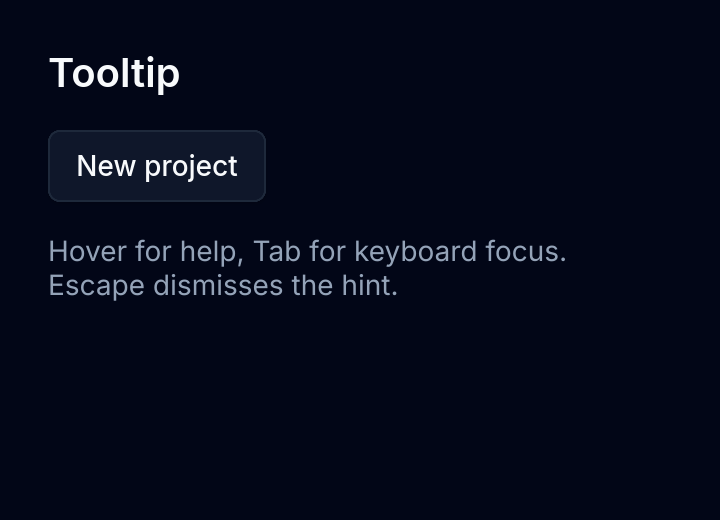 Tooltip
New project
Hover for help, Tab for keyboard focus.
Escape dismisses the hint.